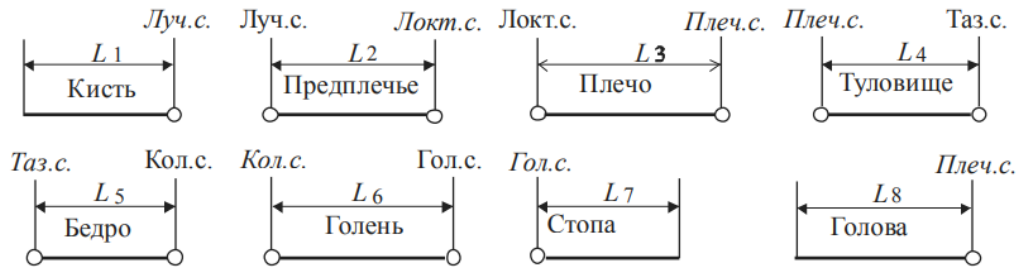 Луч.с. Луч.с. Локт.с. Локт.с. Плеч.с. Плеч.с. Таз.с.
L 1 L 2 L 3 L 4
Кисть Предплечье Плечо Туловище
Таз.с. Кол.с. Кол.с. Гол.с. Гол.с. Плеч.с.
L 5 L 6 L 7 L 8
Бедро Голень Стопа Голова